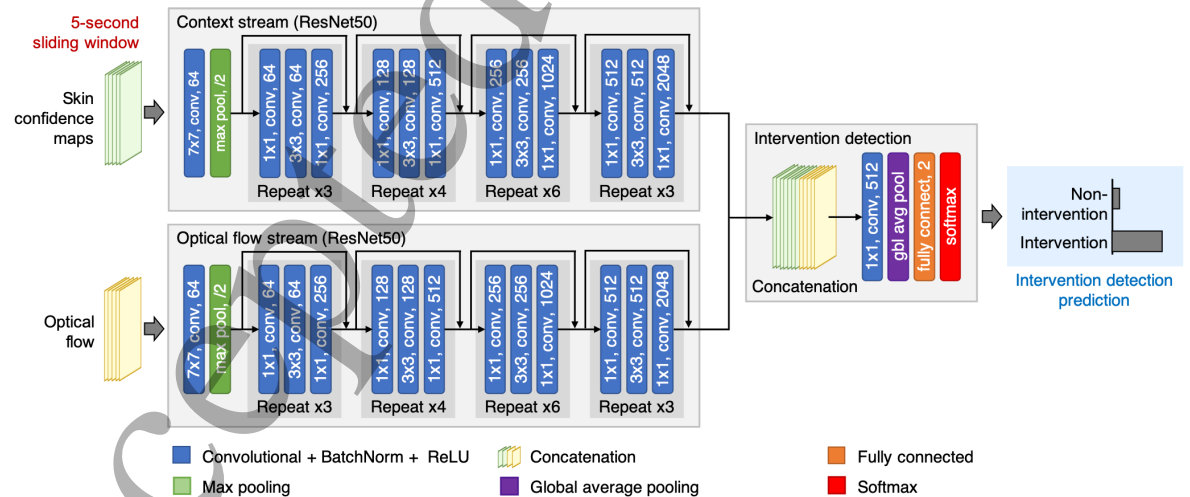 5-second
sliding window
Skin
confidence
maps
Context stream (ResNet50)
7x7, conv, 64
max pool, /2
1x1, conv, 64
3x3, conv, 64
1x1, conv, 256
Repeat x3
1x1, conv, 128
3x3, conv, 128
1x1, conv, 512
Repeat x4
1x1, conv, 256
3x3, conv, 256
1x1, conv, 1024
Repeat x6
1x1, conv, 512
3x3, conv, 512
1x1, conv, 2048
Repeat x3
Optical
flow
Optical flow stream (ResNet50)
7x7, conv, 64
max pool, /2
1x1, conv, 64
3x3, conv, 64
1x1, conv, 256
Repeat x3
1x1, conv, 128
3x3, conv, 128
1x1, conv, 512
Repeat x4
1x1, conv, 256
3x3, conv, 256
1x1, conv, 1024
Repeat x6
1x1, conv, 512
3x3, conv, 512
1x1, conv, 2048
Repeat x3
Intervention detection
Concatenation
1x1, conv, 512
gbl avg pool
fully connect, 2
softmax
Non-
intervention
Intervention
Intervention detection
prediction
Convolutional + BatchNorm + ReLU
Concatenation
Fully connected
Max pooling
Global average pooling
Softmax